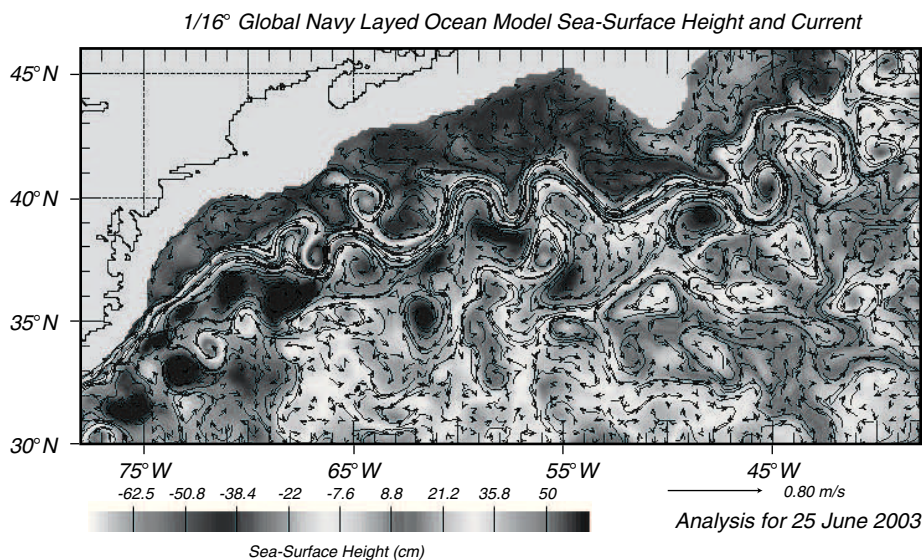 1/16° Global Navy Layed Ocean Model Sea-Surface Height and Current
45°N
40°N
35°N
30°N
75°W 65°W 55°W 45°W
-62.5 -50.8 -38.4 -22 -7.6 8.8 21.2 35.8 50
0.80 m/s
Analysis for 25 June 2003
Sea-Surface Height (cm)